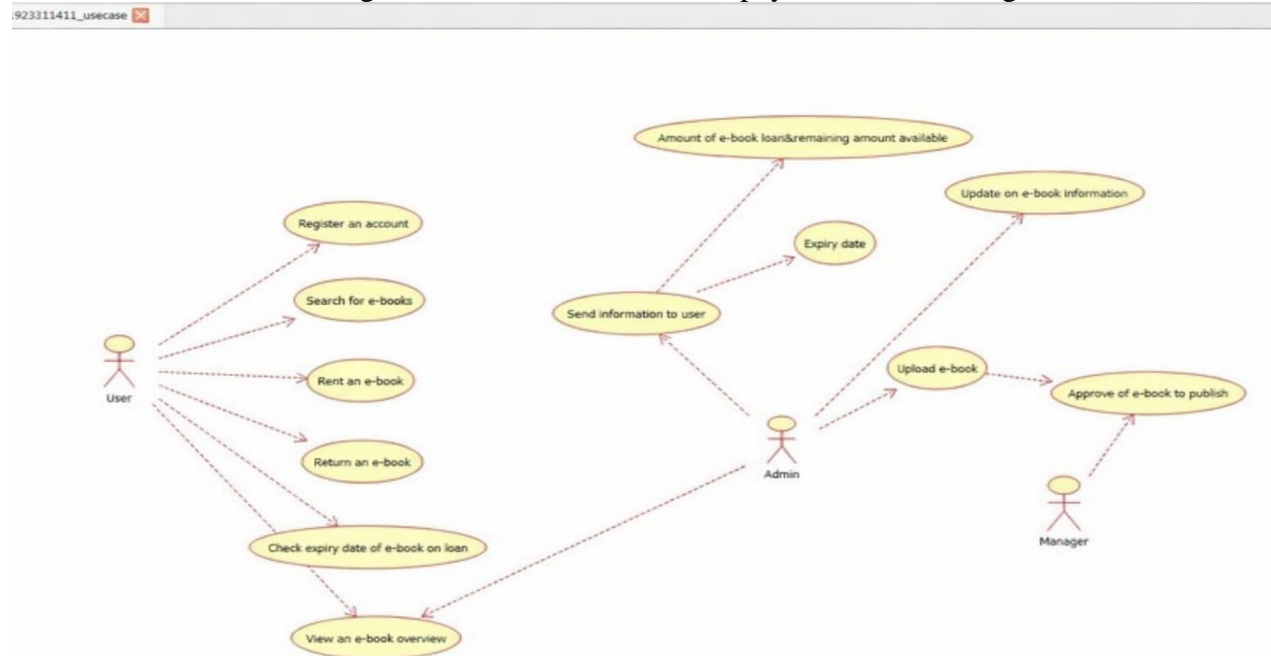 1923311411_usecase
Amount of e-book loan&remaining amount available
Update on e-book information
Register an account
Expiry date
Search for e-books
Send information to user
Upload e-book
Rent an e-book
Approve of e-book to publish
User
Return an e-book
Admin
Manager
Check expiry date of e-book on loan
View an e-book overview